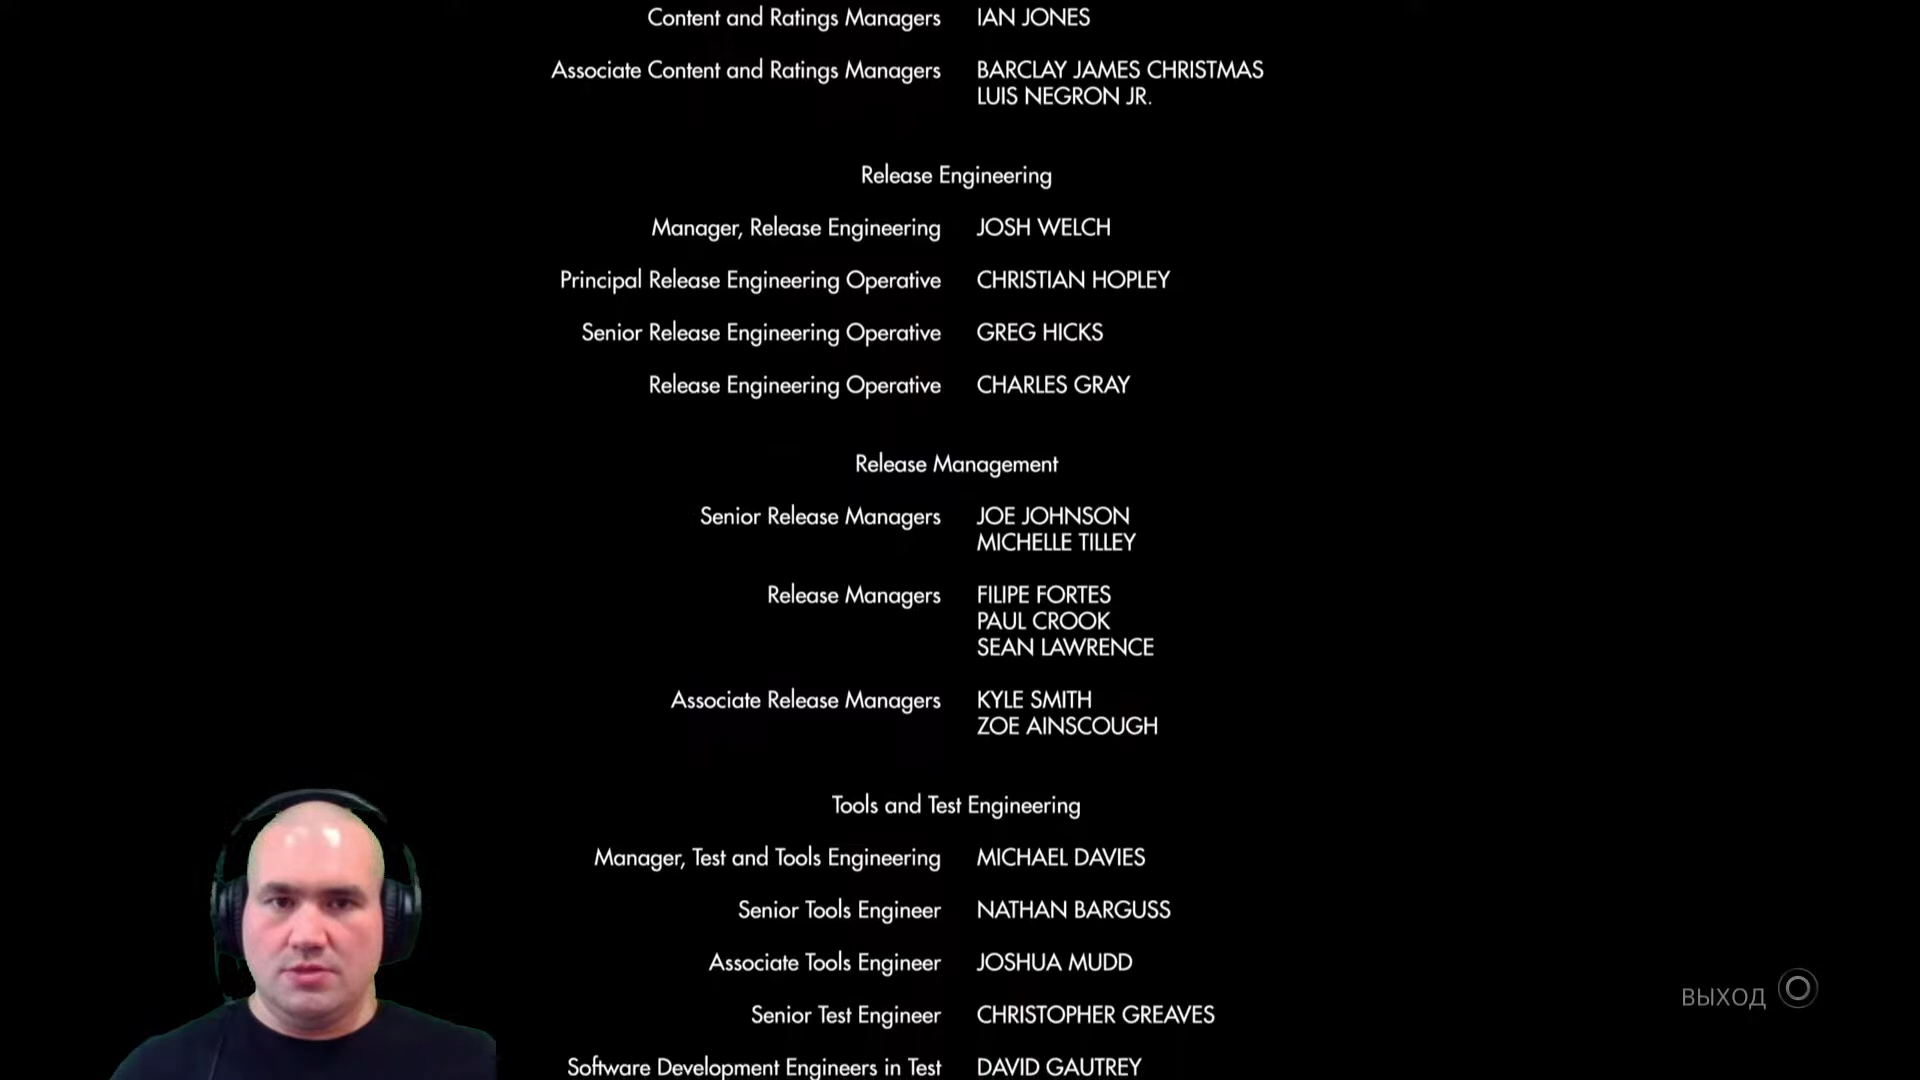 Content and Ratings Managers IAN JONES
Associate Content and Ratings Managers BARCLAY JAMES CHRISTMAS
LUIS NEGRON JR.
Release Engineering
Manager, Release Engineering JOSH WELCH
Principal Release Engineering Operative CHRISTIAN HOPLEY
Senior Release Engineering Operative GREG HICKS
Release Engineering Operative CHARLES GRAY
Release Management
Senior Release Managers JOE JOHNSON
MICHELLE TILLEY
Release Managers FILIPE FORTES
PAUL CROOK
SEAN LAWRENCE
Associate Release Managers KYLE SMITH
ZOE AINSCOUGH
Tools and Test Engineering
Manager, Test and Tools Engineering MICHAEL DAVIES
Senior Tools Engineer NATHAN BARGUSS
Associate Tools Engineer JOSHUA MUDD
Senior Test Engineer CHRISTOPHER GREAVES
Software Development Engineers in Test DAVID GAUTREY
ВЫХОД